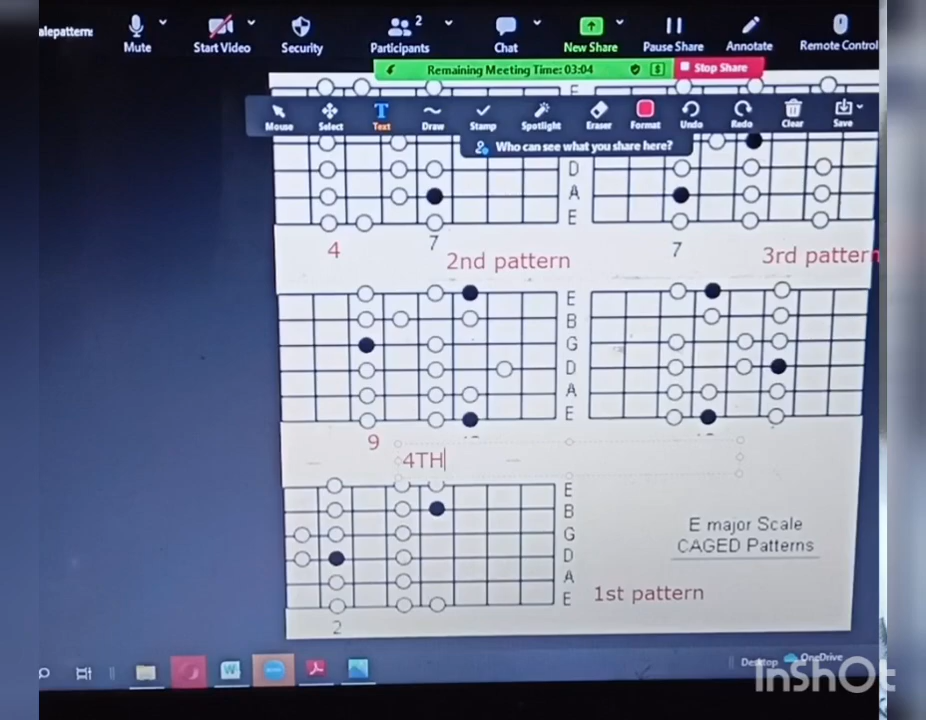 alepatterns
2
Mute
Start Video
Security
Participants
Chat
New Share
Pause Share
Annotate
Remote Control
Remaining Meeting Time: 03:04
Stop Share
Mouse
Select
Text
Draw
Stamp
Spotlight
Eraser
Format
Undo
Redo
Clear
Save
Who can see what you share here?
D
A
E
4
7
2nd pattern
7
3rd pattern
E
B
G
D
A
E
9
4TH
E
B
G
D
A
E
E major Scale
CAGED Patterns
1st pattern
2
Desktop
OneDrive
InShOt